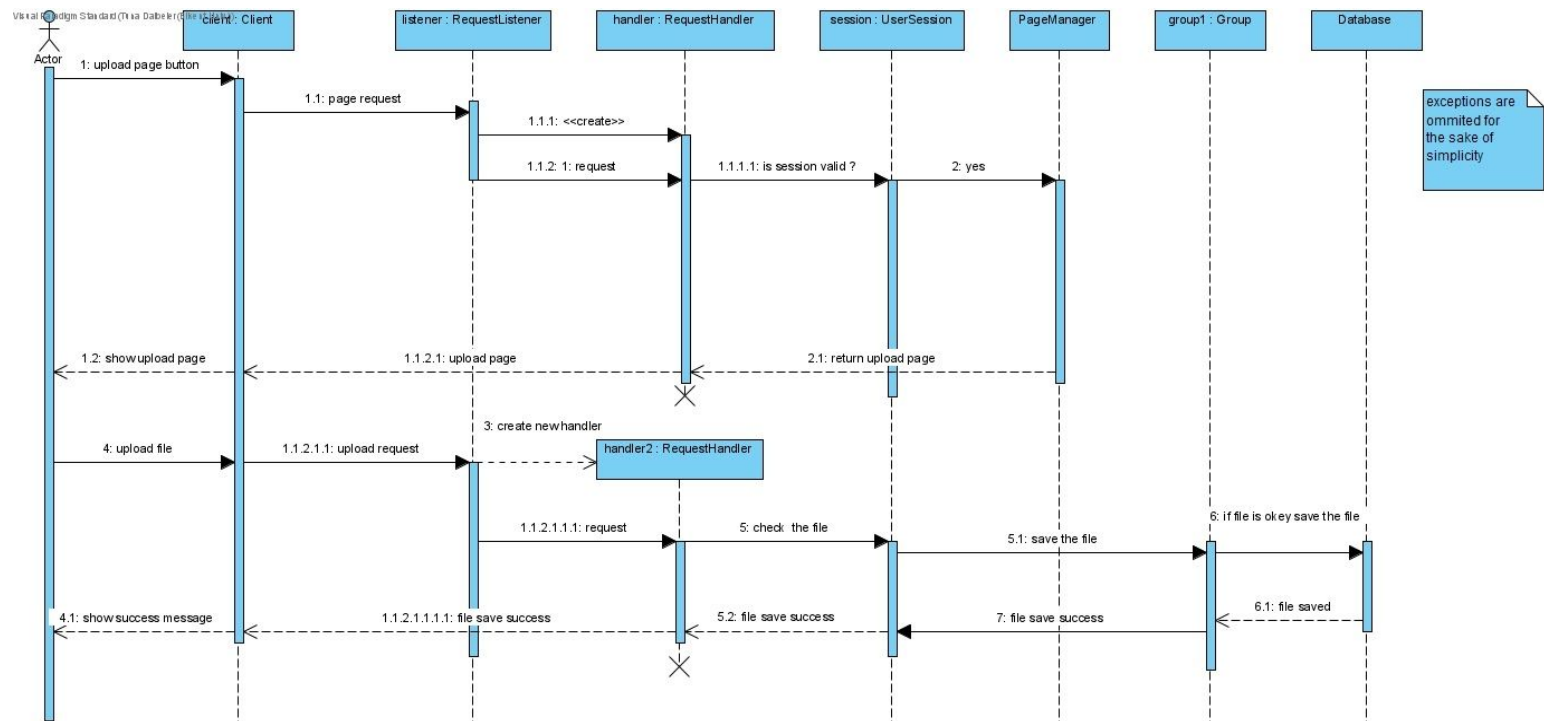 Visual Paradigm Standard
client : Client
listener : RequestListener
handler : RequestHandler
session : UserSession
PageManager
group1 : Group
Database
Actor
1: upload page button
1.1: page request
exceptions are
ommited for
the sake of
simplicity
1.1.1: <<create>>
1.1.2: 1: request
1.1.1.1: is session valid ?
2: yes
1.2: show upload page
1.1.2.1: upload page
2.1: return upload page
3: create new handler
4: upload file
1.1.2.1.1: upload request
handler2 : RequestHandler
6: if file is okey save the file
1.1.2.1.1.1: request
5: check the file
5.1: save the file
4.1: show success message
1.1.2.1.1.1.1: file save success
5.2: file save success
7: file save success
6.1: file saved